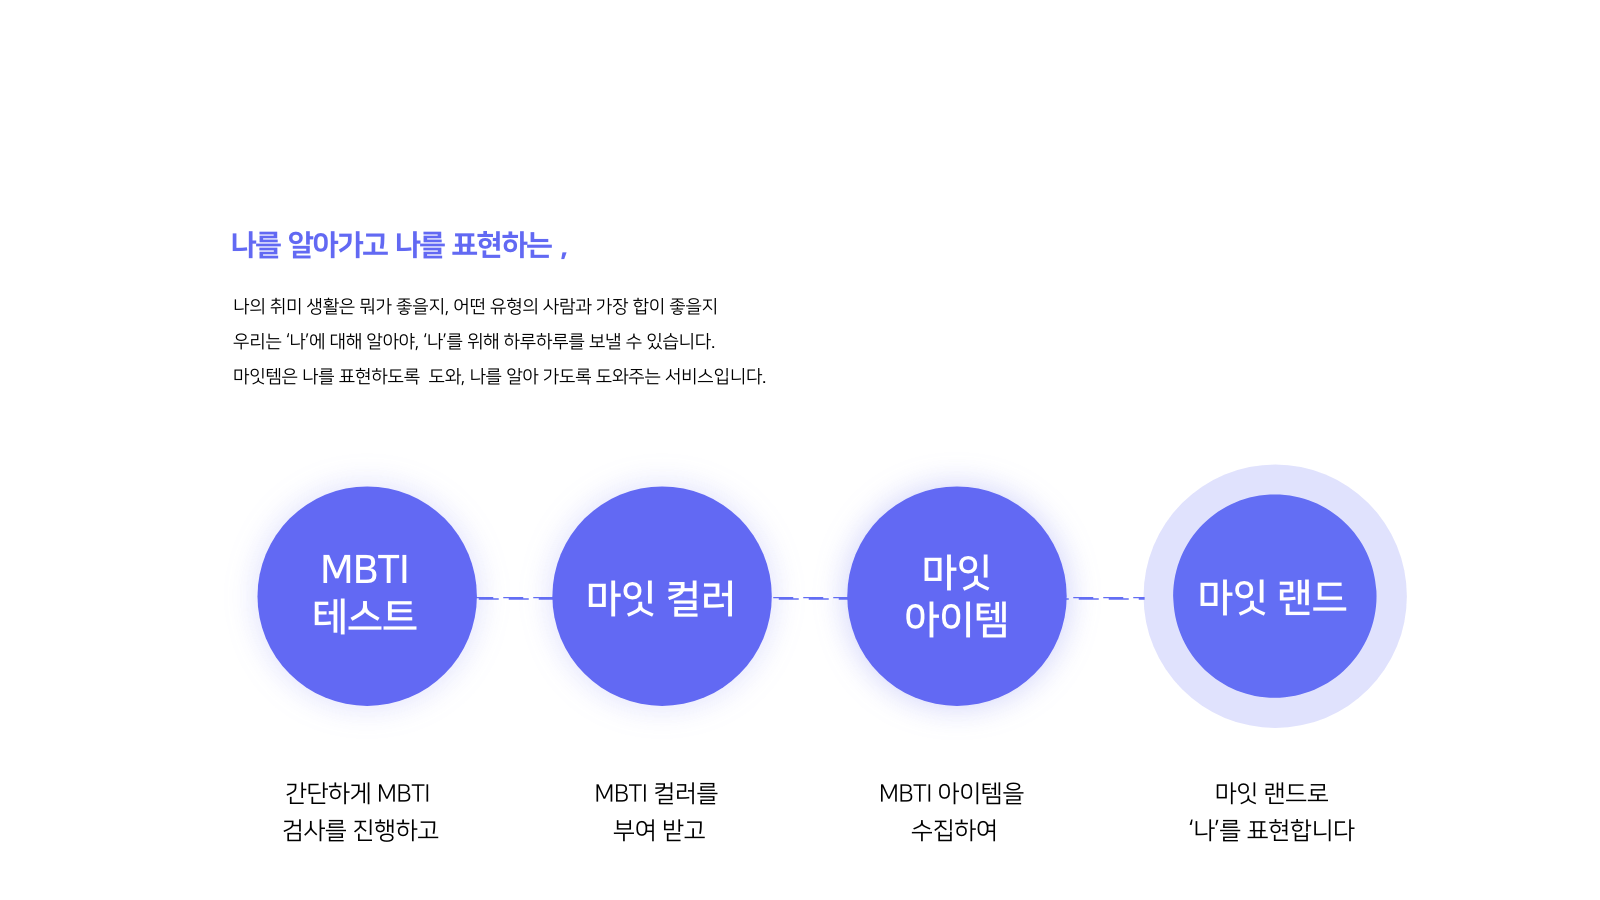 나를 알아가고 나를 표현하는 ,
나의 취미 생활은 뭐가 좋을지, 어떤 유형의 사람과 가장 합이 좋을지
우리는 ‘나’에 대해 알아야, ‘나’를 위해 하루하루를 보낼 수 있습니다.
마잇템은 나를 표현하도록 도와, 나를 알아 가도록 도와주는 서비스입니다.
MBTI
테스트
마잇 컬러
마잇
아이템
마잇 랜드
간단하게 MBTI
검사를 진행하고
MBTI 컬러를
부여 받고
MBTI 아이템을
수집하여
마잇 랜드로
‘나’를 표현합니다